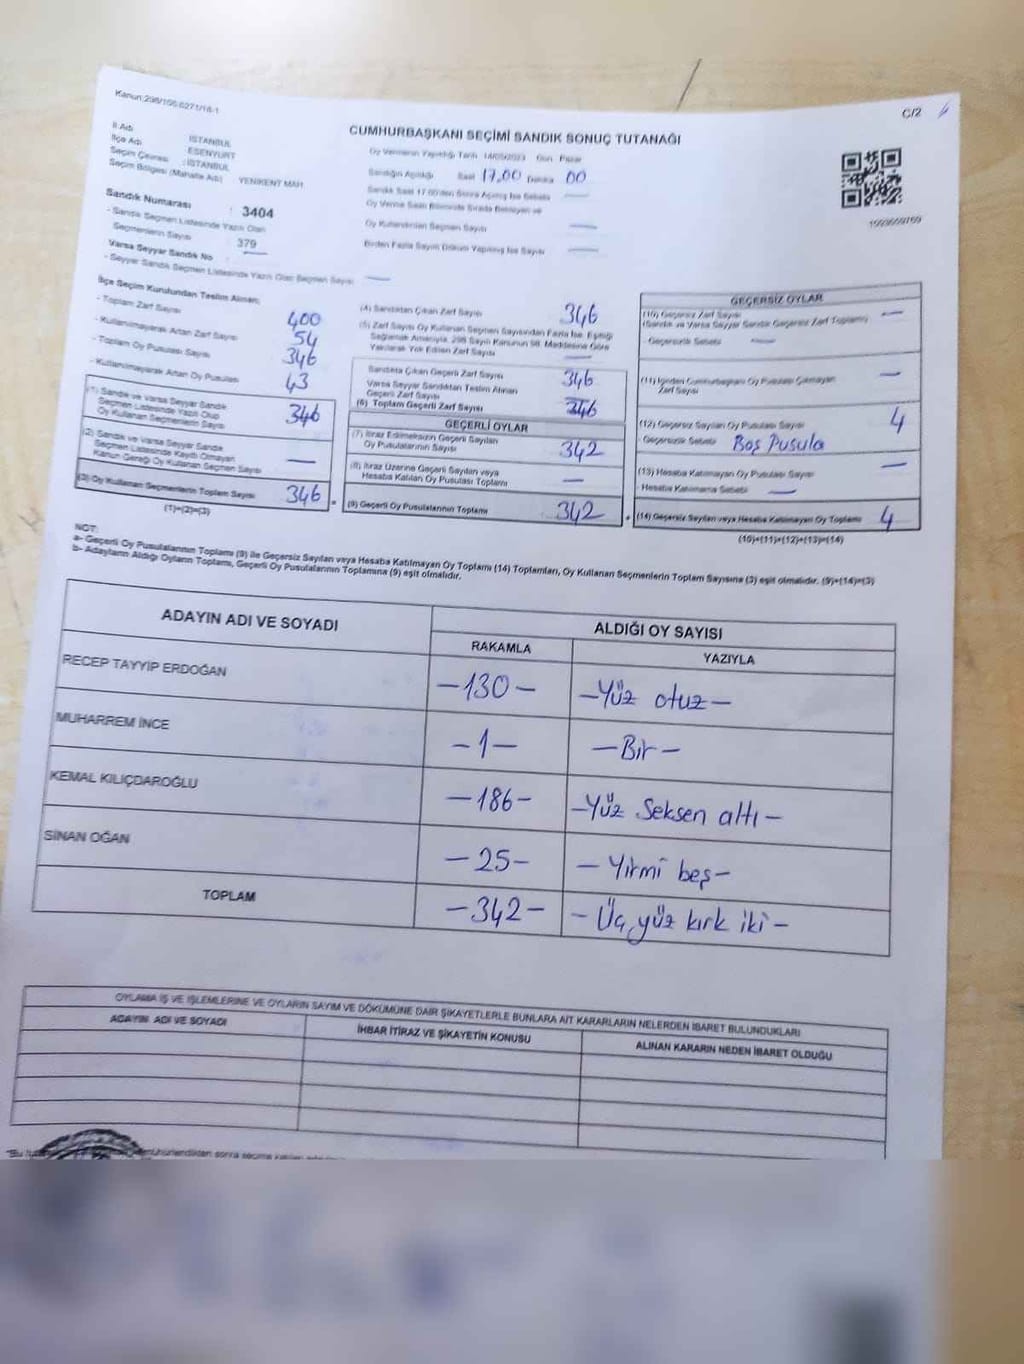 Kanun:298/105;6271/18-1
C/2
CUMHURBAŞKANI SEÇİMİ SANDIK SONUÇ TUTANAĞI
İl Adı : İSTANBUL
İlçe Adı : ESENYURT
Seçim Çevresi : İSTANBUL
Seçim Bölgesi (Mahalle Adı) : YENİKENT MAH.
Sandık Numarası : 3404
- Sandık Seçmen Listesinde Yazılı Olan
Seçmenlerin Sayısı : 379
Varsa Seyyar Sandık No : —
- Seyyar Sandık Seçmen Listesinde Yazılı Olan Seçmen Sayısı : —
Oy Vermenin Yapıldığı Tarih 14/05/2023 Gün Pazar
Sandığın Açıldığı Saat 17,00 Dakika 00
Sandık Saat 17:00'den Sonra Açılmış İse Sebebi —
Oy Verme Saati Bitiminde Sırada Bekleyen ve
Oy Kullandırılan Seçmen Sayısı —
Birden Fazla Sayım Döküm Yapılmış İse Sayısı —
İlçe Seçim Kurulundan Teslim Alınan;
- Toplam Zarf Sayısı 400
- Kullanılmayarak Artan Zarf Sayısı 54
- Toplam Oy Pusulası Sayısı 346
- Kullanılmayarak Artan Oy Pusulası 43
(1) Sandık ve Varsa Seyyar Sandık
Seçmen Listesinde Yazılı Olup
Oy Kullanan Seçmenlerin Sayısı 346
(2) Sandık ve Varsa Seyyar Sandık
Seçmen Listesinde Kayıtlı Olmayan
Kanun Gereği Oy Kullanan Seçmen Sayısı —
(3) Oy Kullanan Seçmenlerin Toplam Sayısı 346
(1)+(2)=(3)
(4) Sandıktan Çıkan Zarf Sayısı 346
(5) Zarf Sayısı Oy Kullanan Seçmen Sayısından Fazla İse, Eşitliği
Sağlamak Amacıyla, 298 Sayılı Kanunun 98. Maddesine Göre
Yakılarak Yok Edilen Zarf Sayısı —
Sandıkta Çıkan Geçerli Zarf Sayısı 346
Varsa Seyyar Sandıktan Teslim Alınan
Geçerli Zarf Sayısı —
(6) Toplam Geçerli Zarf Sayısı 346
GEÇERLİ OYLAR
(7) İtiraz Edilmeksizin Geçerli Sayılan
Oy Pusulalarının Sayısı 342
(8) İtiraz Üzerine Geçerli Sayılan veya
Hesaba Katılan Oy Pusulası Toplamı —
(9) Geçerli Oy Pusulalarının Toplamı 342
GEÇERSİZ OYLAR
(10) Geçersiz Zarf Sayısı —
(Sandık ve Varsa Seyyar Sandık Geçersiz Zarf Toplamı)
- Geçersizlik Sebebi —
(11) İçinden Cumhurbaşkanı Oy Pusulası Çıkmayan
Zarf Sayısı —
(12) Geçersiz Sayılan Oy Pusulası Sayısı 4
- Geçersizlik Sebebi Boş Pusula
(13) Hesaba Katılmayan Oy Pusulası Sayısı —
- Hesaba Katılmama Sebebi —
(14) Geçersiz Sayılan veya Hesaba Katılmayan Oy Toplamı 4
(10)+(11)+(12)+(13)=(14)
NOT:
a- Geçerli Oy Pusulalarının Toplamı (9) ile Geçersiz Sayılan veya Hesaba Katılmayan Oy Toplamı (14) Toplamları, Oy Kullanan Seçmenlerin Toplam Sayısına (3) eşit olmalıdır. (9)+(14)=(3)
b- Adayların Aldığı Oyların Toplamı, Geçerli Oy Pusulalarının Toplamına (9) eşit olmalıdır.
ADAYIN ADI VE SOYADI
ALDIĞI OY SAYISI
RAKAMLA YAZIYLA
RECEP TAYYİP ERDOĞAN —130— —Yüz otuz—
MUHARREM İNCE —1— —Bir—
KEMAL KILIÇDAROĞLU —186— —Yüz Seksen altı—
SİNAN OĞAN —25— —Yirmi beş—
TOPLAM —342— —Üç yüz kırk iki—
OYLAMA İŞ VE İŞLEMLERİNE VE OYLARIN SAYIM VE DÖKÜMÜNE DAİR ŞİKAYETLERLE BUNLARA AİT KARARLARIN NELERDEN İBARET BULUNDUKLARI
ADAYIN ADI VE SOYADI İHBAR İTİRAZ VE ŞİKAYETİN KONUSU ALINAN KARARIN NEDEN İBARET OLDUĞU